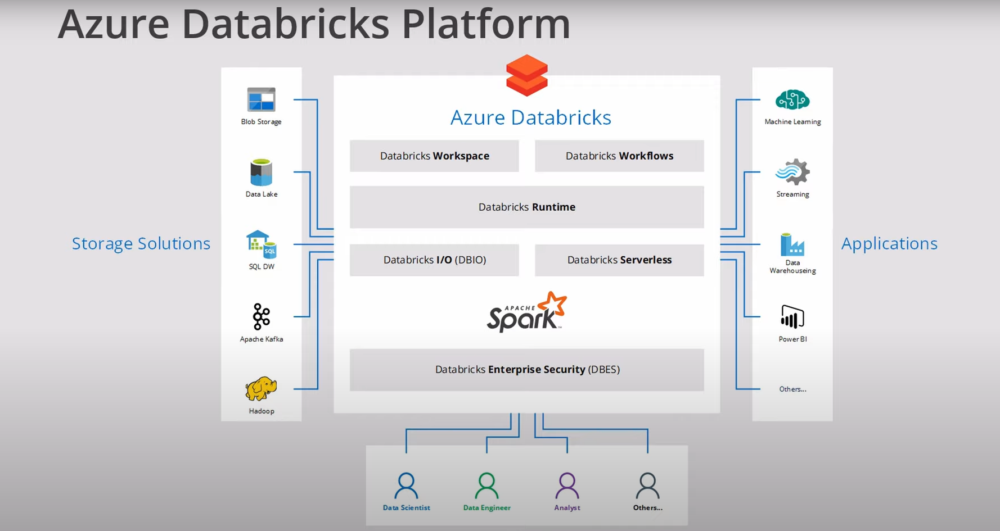 Azure Databricks Platform
Storage Solutions
Blob Storage
Data Lake
SQL
SQL DW
Apache Kafka
Hadoop
Azure Databricks
Databricks Workspace
Databricks Workflows
Databricks Runtime
Databricks I/O (DBIO)
Databricks Serverless
APACHE
Spark™
Databricks Enterprise Security (DBES)
Machine Learning
Streaming
Data
Warehouseing
Power BI
Others...
Applications
Data Scientist
Data Engineer
Analyst
Others...